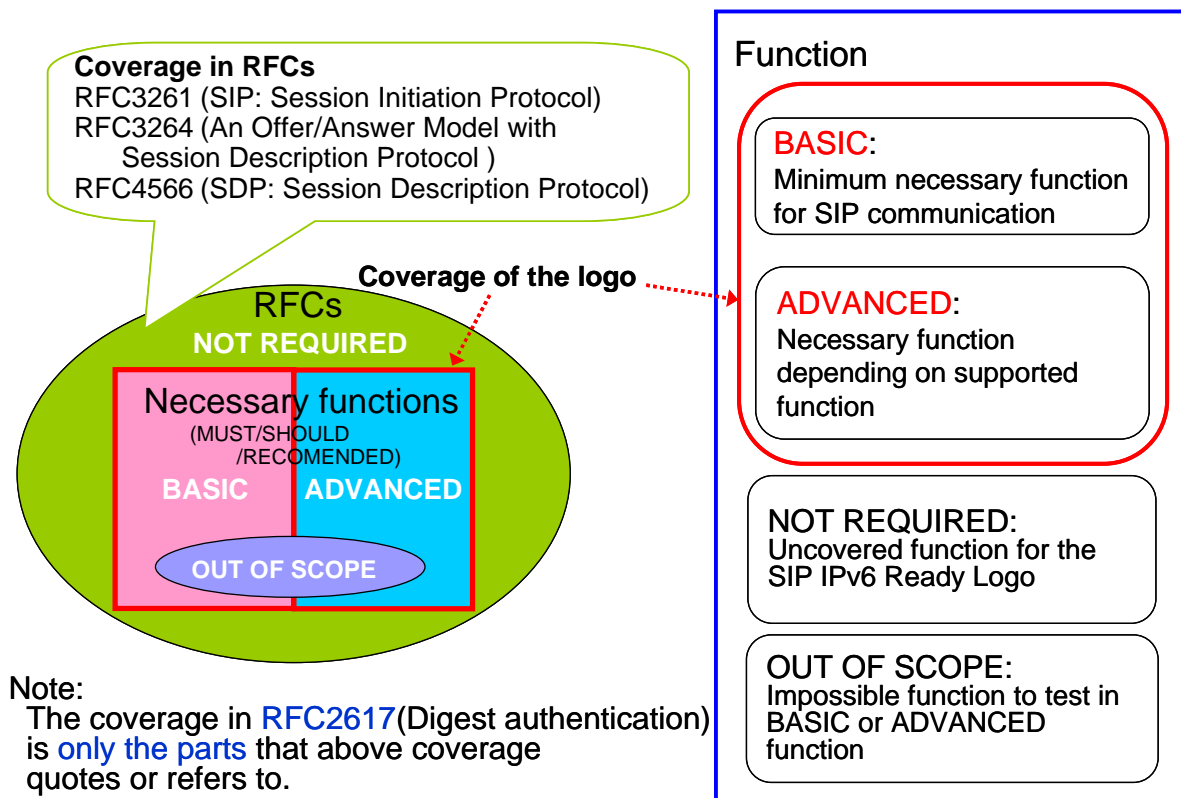 Coverage in RFCs
RFC3261 (SIP: Session Initiation Protocol)
RFC3264 (An Offer/Answer Model with
Session Description Protocol )
RFC4566 (SDP: Session Description Protocol)
Coverage of the logo
RFCs
NOT REQUIRED
Necessary functions
(MUST/SHOULD
/RECOMENDED)
BASIC
ADVANCED
OUT OF SCOPE
Note:
The coverage in RFC2617(Digest authentication)
is only the parts that above coverage
quotes or refers to.
Function
BASIC:
Minimum necessary function
for SIP communication
ADVANCED:
Necessary function
depending on supported
function
NOT REQUIRED:
Uncovered function for the
SIP IPv6 Ready Logo
OUT OF SCOPE:
Impossible function to test in
BASIC or ADVANCED
function